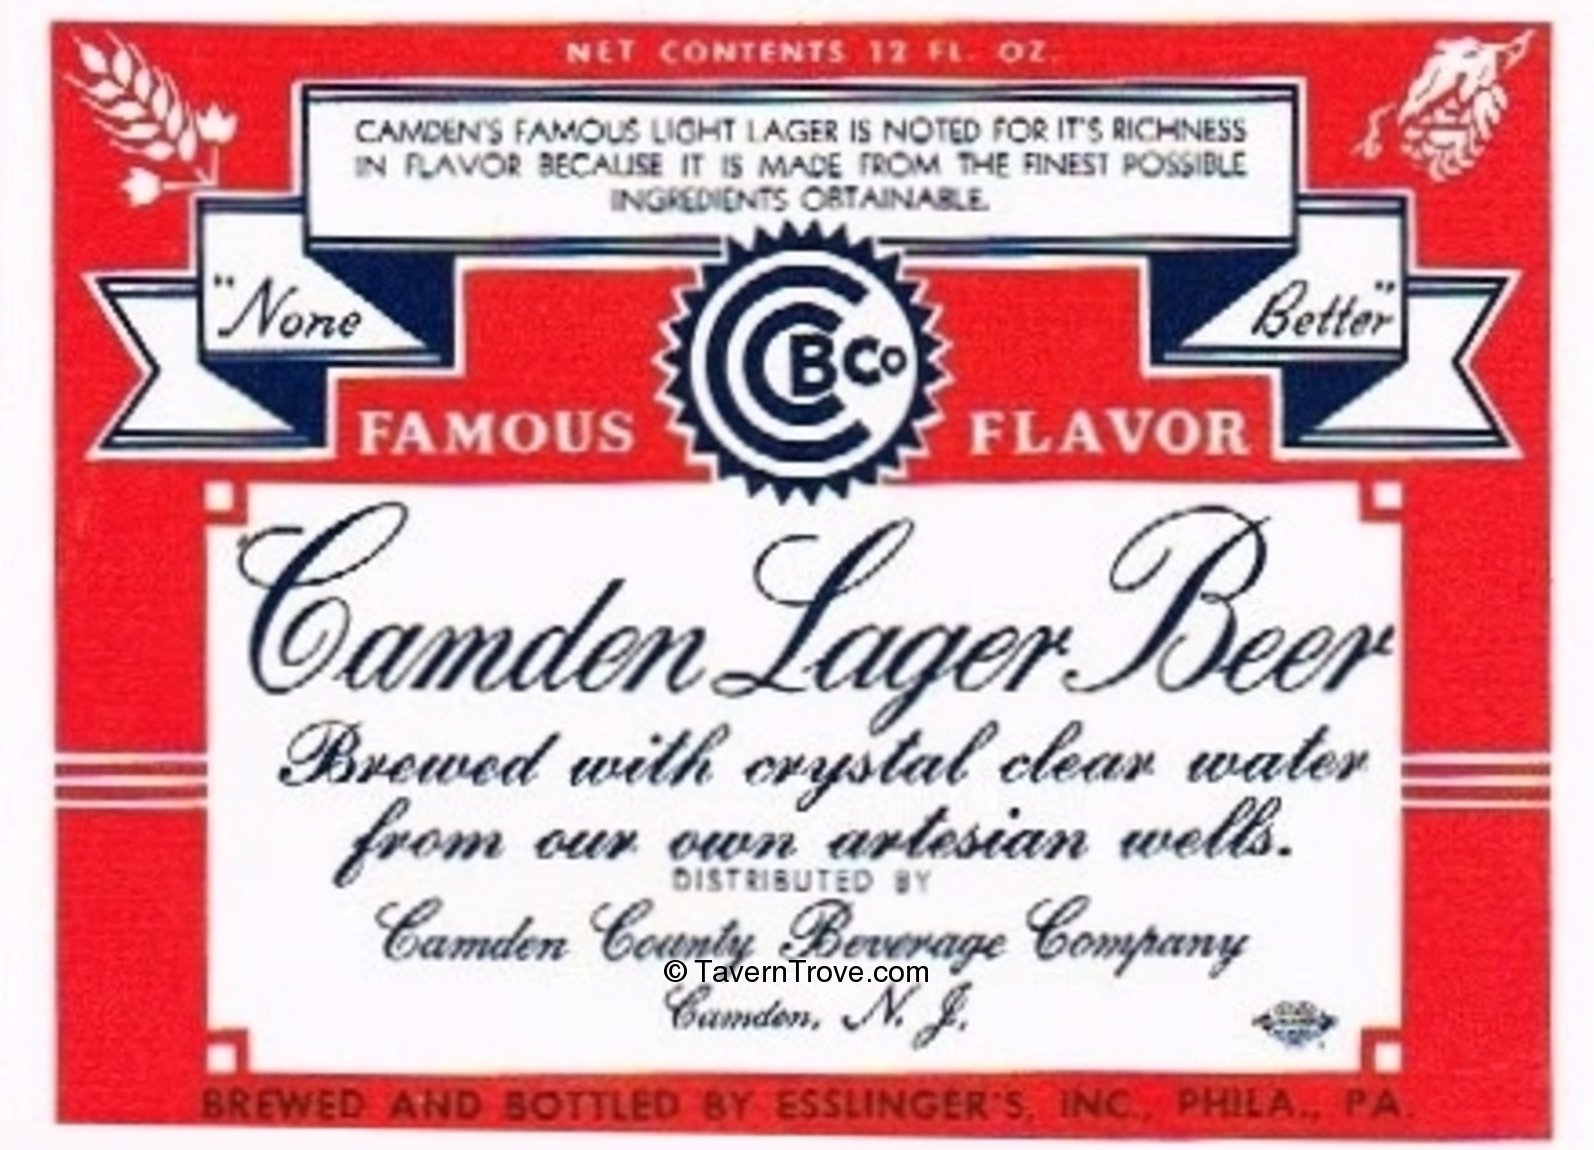 NET CONTENTS 12 FL. OZ.
CAMDEN'S FAMOUS LIGHT LAGER IS NOTED FOR IT'S RICHNESS
IN FLAVOR BECAUSE IT IS MADE FROM THE FINEST POSSIBLE
INGREDIENTS OBTAINABLE.
"None Better"
CCBCo
FAMOUS FLAVOR
Camden Lager Beer
Brewed with crystal clear water
from our own artesian wells.
DISTRIBUTED BY
Camden County Beverage Company
© TavernTrove.com
Camden, N. J.
BREWED AND BOTTLED BY ESSLINGER'S, INC., PHILA., PA.